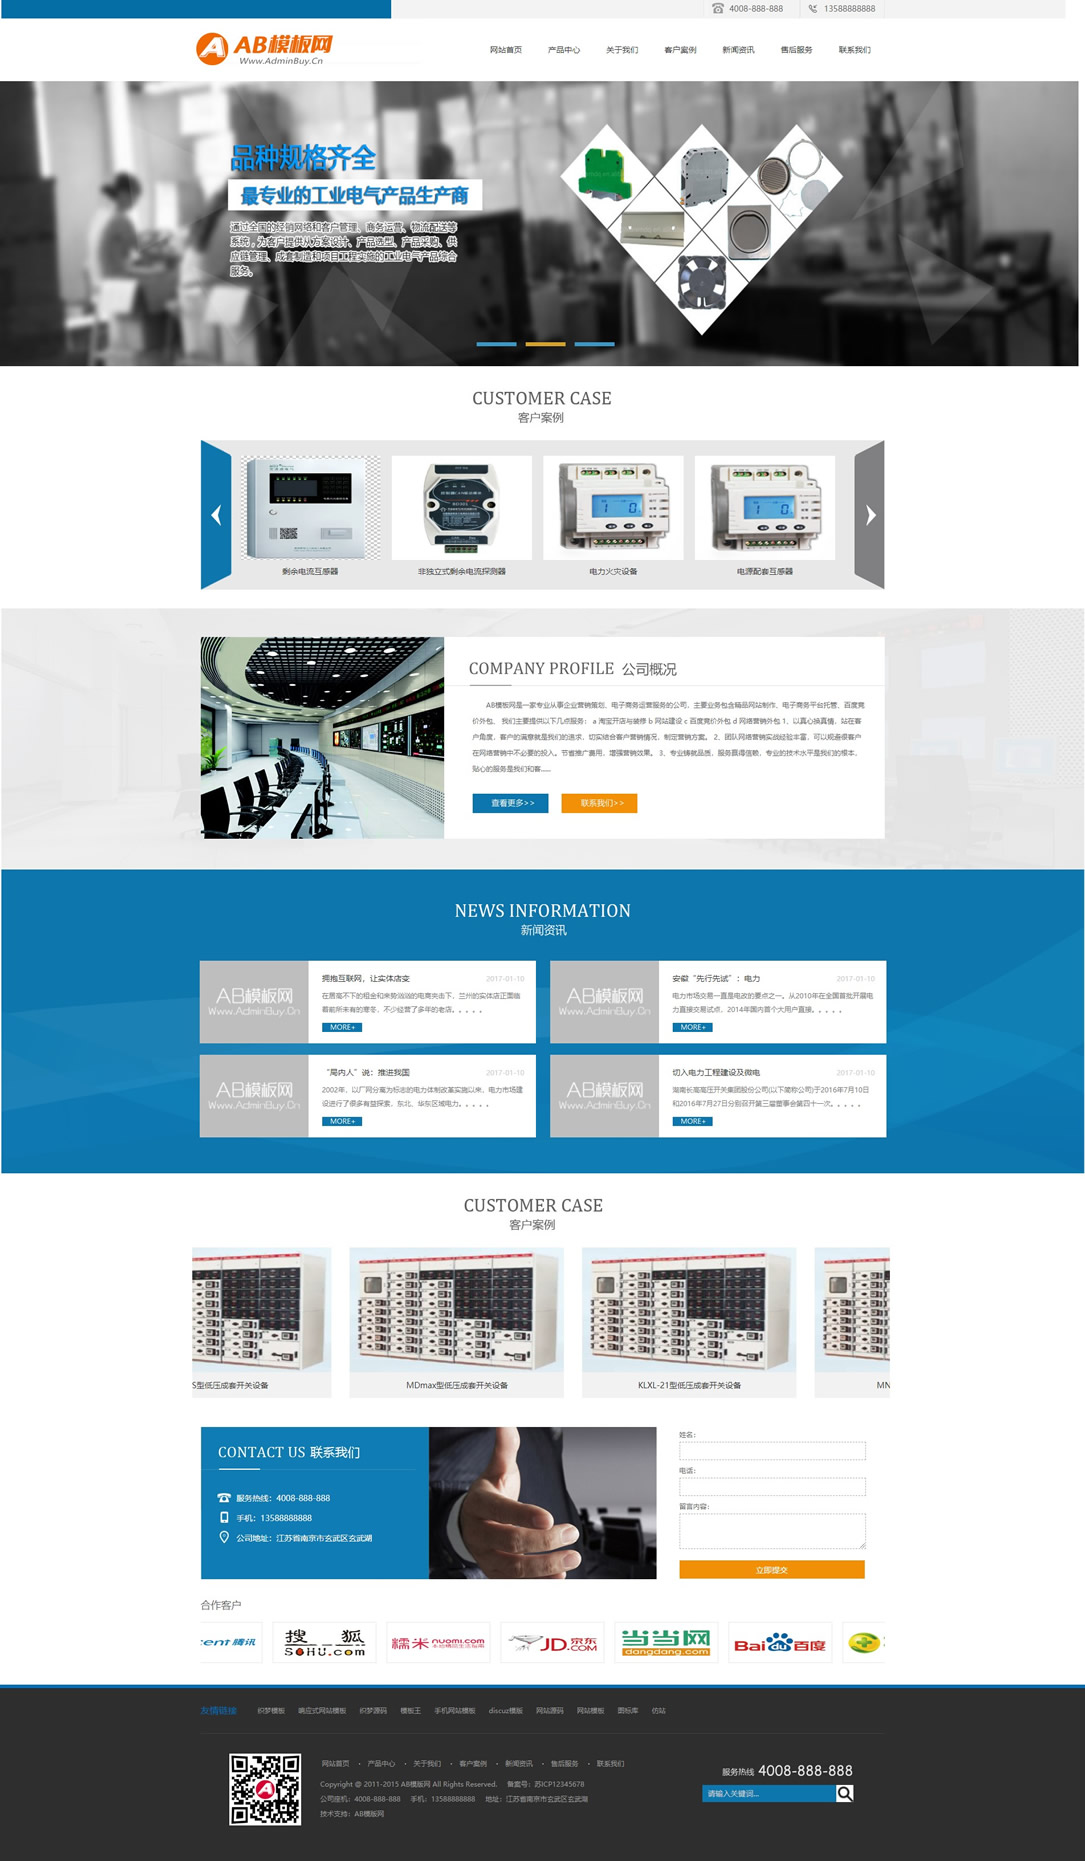 4008-888-888 13588888888
AB模板网
Www.AdminBuy.Cn
网站首页 产品中心 关于我们 客户案例 新闻资讯 售后服务 联系我们
品种规格齐全
最专业的工业电气产品生产商
通过全国的经销网络和客户管理、商务运营、物流配送等
系统，为客户提供从方案设计、产品选型、产品采购、供
应链管理、成套制造和项目工程实施的工业电气产品综合
服务。
CUSTOMER CASE
客户案例
剩余电流互感器 非独立式剩余电流探测器 电力火灾设备 电源配套互感器
COMPANY PROFILE 公司概况
AB模板网是一家专业从事企业营销策划、电子商务运营服务的公司、主要业务包含精品网站制作、电子商务平台托管、百度竞
价外包、 我们主要提供以下几点服务： a 淘宝开店与装修 b 网站建设 c 百度竞价外包 d 网络营销外包 1、以真心换真情、站在客
户角度，客户的满意就是我们的追求，切实结合客户营销情况，制定营销方案。 2、团队网络营销实战经验丰富，可以规避很客户
在网络营销中不必要的投入。节省推广费用，增强营销效果。 3、专业铸就品质，服务赢得信赖，专业的技术水平是我们的根本，
贴心的服务是我们和客......
查看更多>> 联系我们>>
NEWS INFORMATION
新闻资讯
AB模板网
Www.AdminBuy.Cn
拥抱互联网，让实体店变 2017-01-10
在居高不下的租金和来势汹汹的电商夹击下，兰州的实体店正面临
着前所未有的寒冬，不少经营了多年的老店。。。。。
MORE+
AB模板网
Www.AdminBuy.Cn
安徽“先行先试”：电力 2017-01-10
电力市场交易一直是电改的要点之一。从2010年在全国首批开展电
力直接交易试点，2014年国内首个大用户直接。。。。。
MORE+
AB模板网
Www.AdminBuy.Cn
“局内人”说：推进我国 2017-01-10
2002年，以厂网分离为标志的电力体制改革实施以来，电力市场建
设进行了很多有益探索，东北、华东区域电力。。。。。
MORE+
AB模板网
Www.AdminBuy.Cn
切入电力工程建设及微电 2017-01-10
湖南长高高压开关集团股份公司(以下简称公司)于2016年7月10日
和2016年7月27日分别召开第三届董事会第四十一次。。。。。
MORE+
CUSTOMER CASE
客户案例
S型低压成套开关设备 MDmax型低压成套开关设备 KLXL-21型低压成套开关设备 MN
CONTACT US 联系我们
服务热线：4008-888-888
手机：13588888888
公司地址：江苏省南京市玄武区玄武湖
姓名：
电话：
留言内容：
立即提交
合作客户
cent 腾讯 搜狐 SOHU.com 糯米 nuomi.com JD.COM 京东 当当网 dangdang.com Bai du 百度
友情链接 织梦模板 响应式网站模板 织梦源码 模板王 手机网站模板 discuz模板 网站源码 网站模板 图标库 仿站
网站首页 · 产品中心 · 关于我们 · 客户案例 · 新闻资讯 · 售后服务 · 联系我们
Copyright @ 2011-2015 AB模板网 All Rights Reserved. 备案号：苏ICP12345678
公司座机：4008-888-888 手机：13588888888 地址：江苏省南京市玄武区玄武湖
技术支持：AB模板网
服务热线 4008-888-888
请输入关键词...